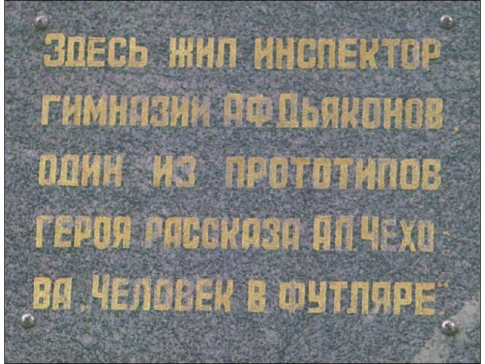 ЗДЕСЬ ЖИЛ ИНСПЕКТОР
ГИМНАЗИИ А.Ф.ДЬЯКОНОВ,
ОДИН ИЗ ПРОТОТИПОВ
ГЕРОЯ РАССКАЗА А.П.ЧЕХО-
ВА „ЧЕЛОВЕК В ФУТЛЯРЕ".